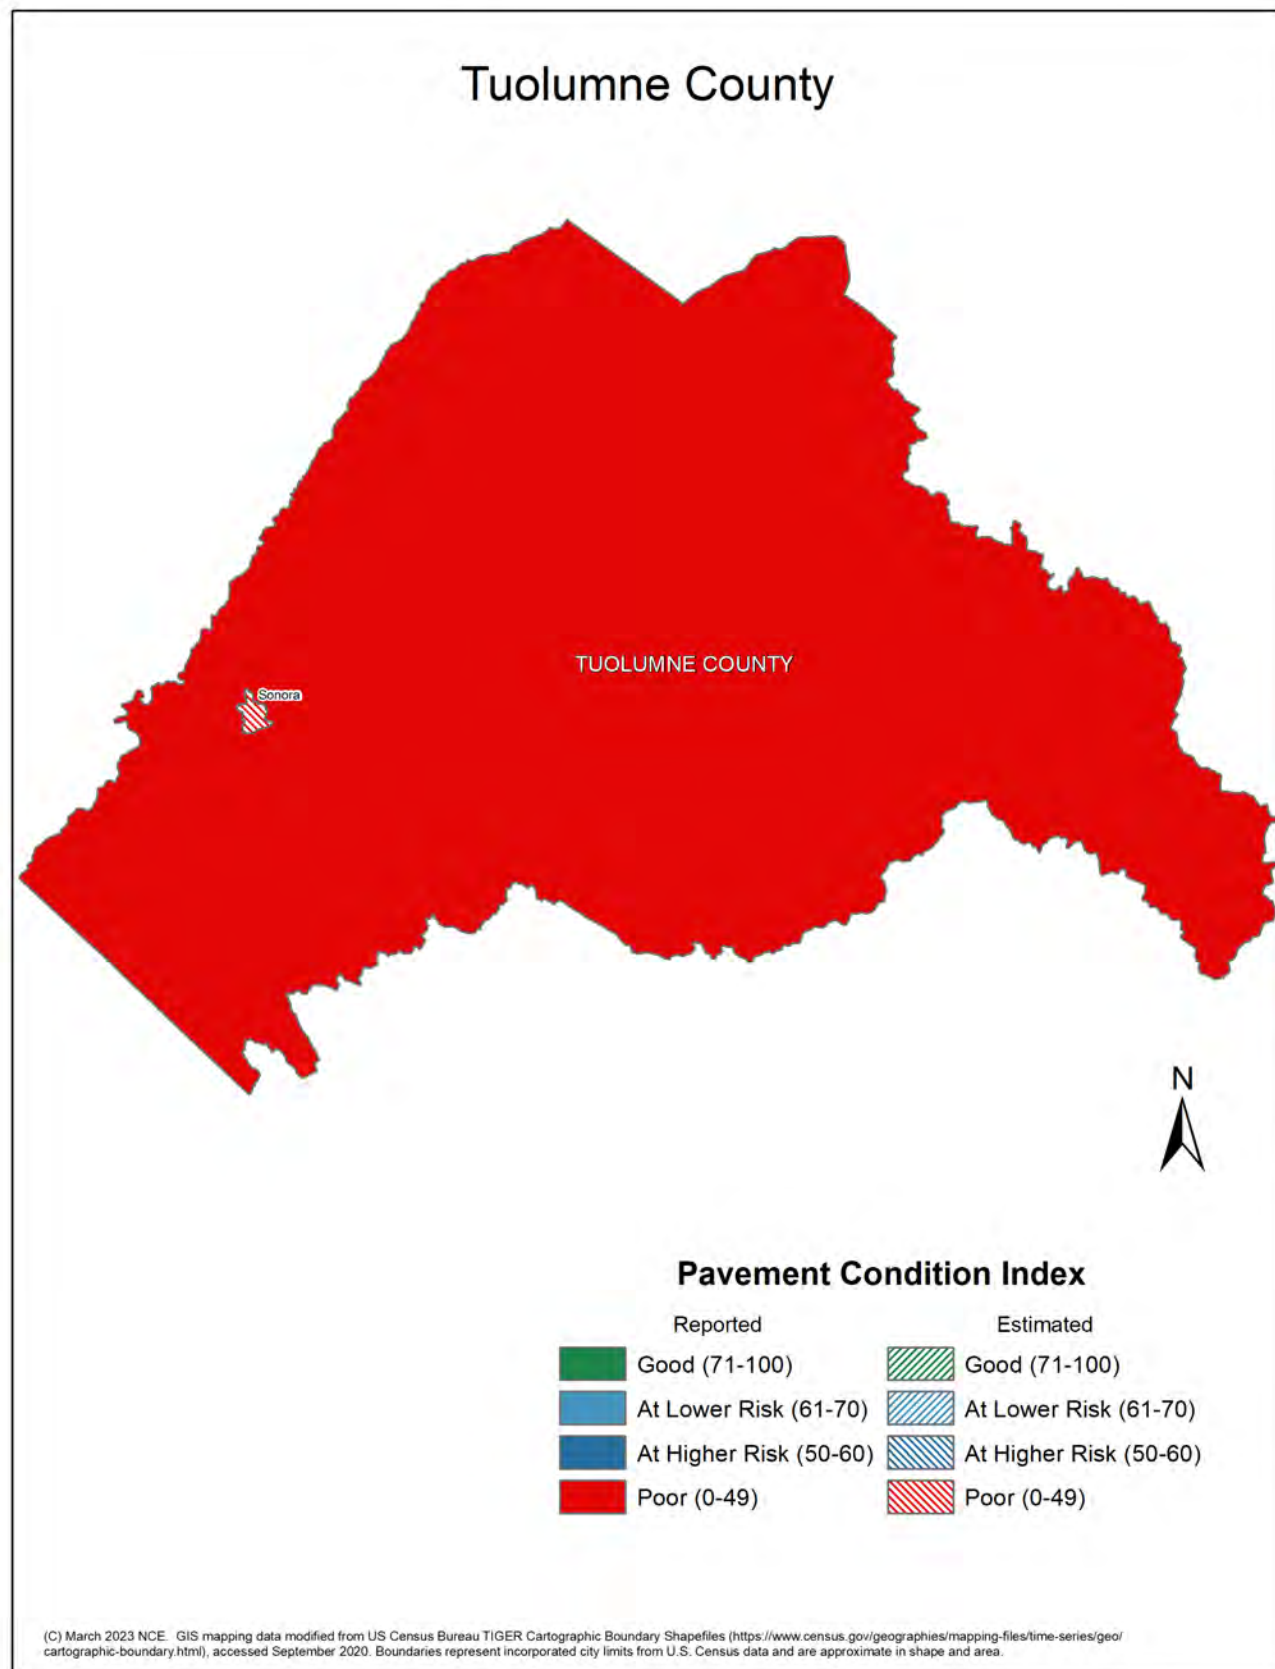 Tuolumne County
TUOLUMNE COUNTY
Sonora
N
Pavement Condition Index
Reported
Estimated
Good (71-100)
Good (71-100)
At Lower Risk (61-70)
At Lower Risk (61-70)
At Higher Risk (50-60)
At Higher Risk (50-60)
Poor (0-49)
Poor (0-49)
(C) March 2023 NCE. GIS mapping data modified from US Census Bureau TIGER Cartographic Boundary Shapefiles (https://www.census.gov/geographies/mapping-files/time-series/geo/
cartographic-boundary.html), accessed September 2020. Boundaries represent incorporated city limits from U.S. Census data and are approximate in shape and area.